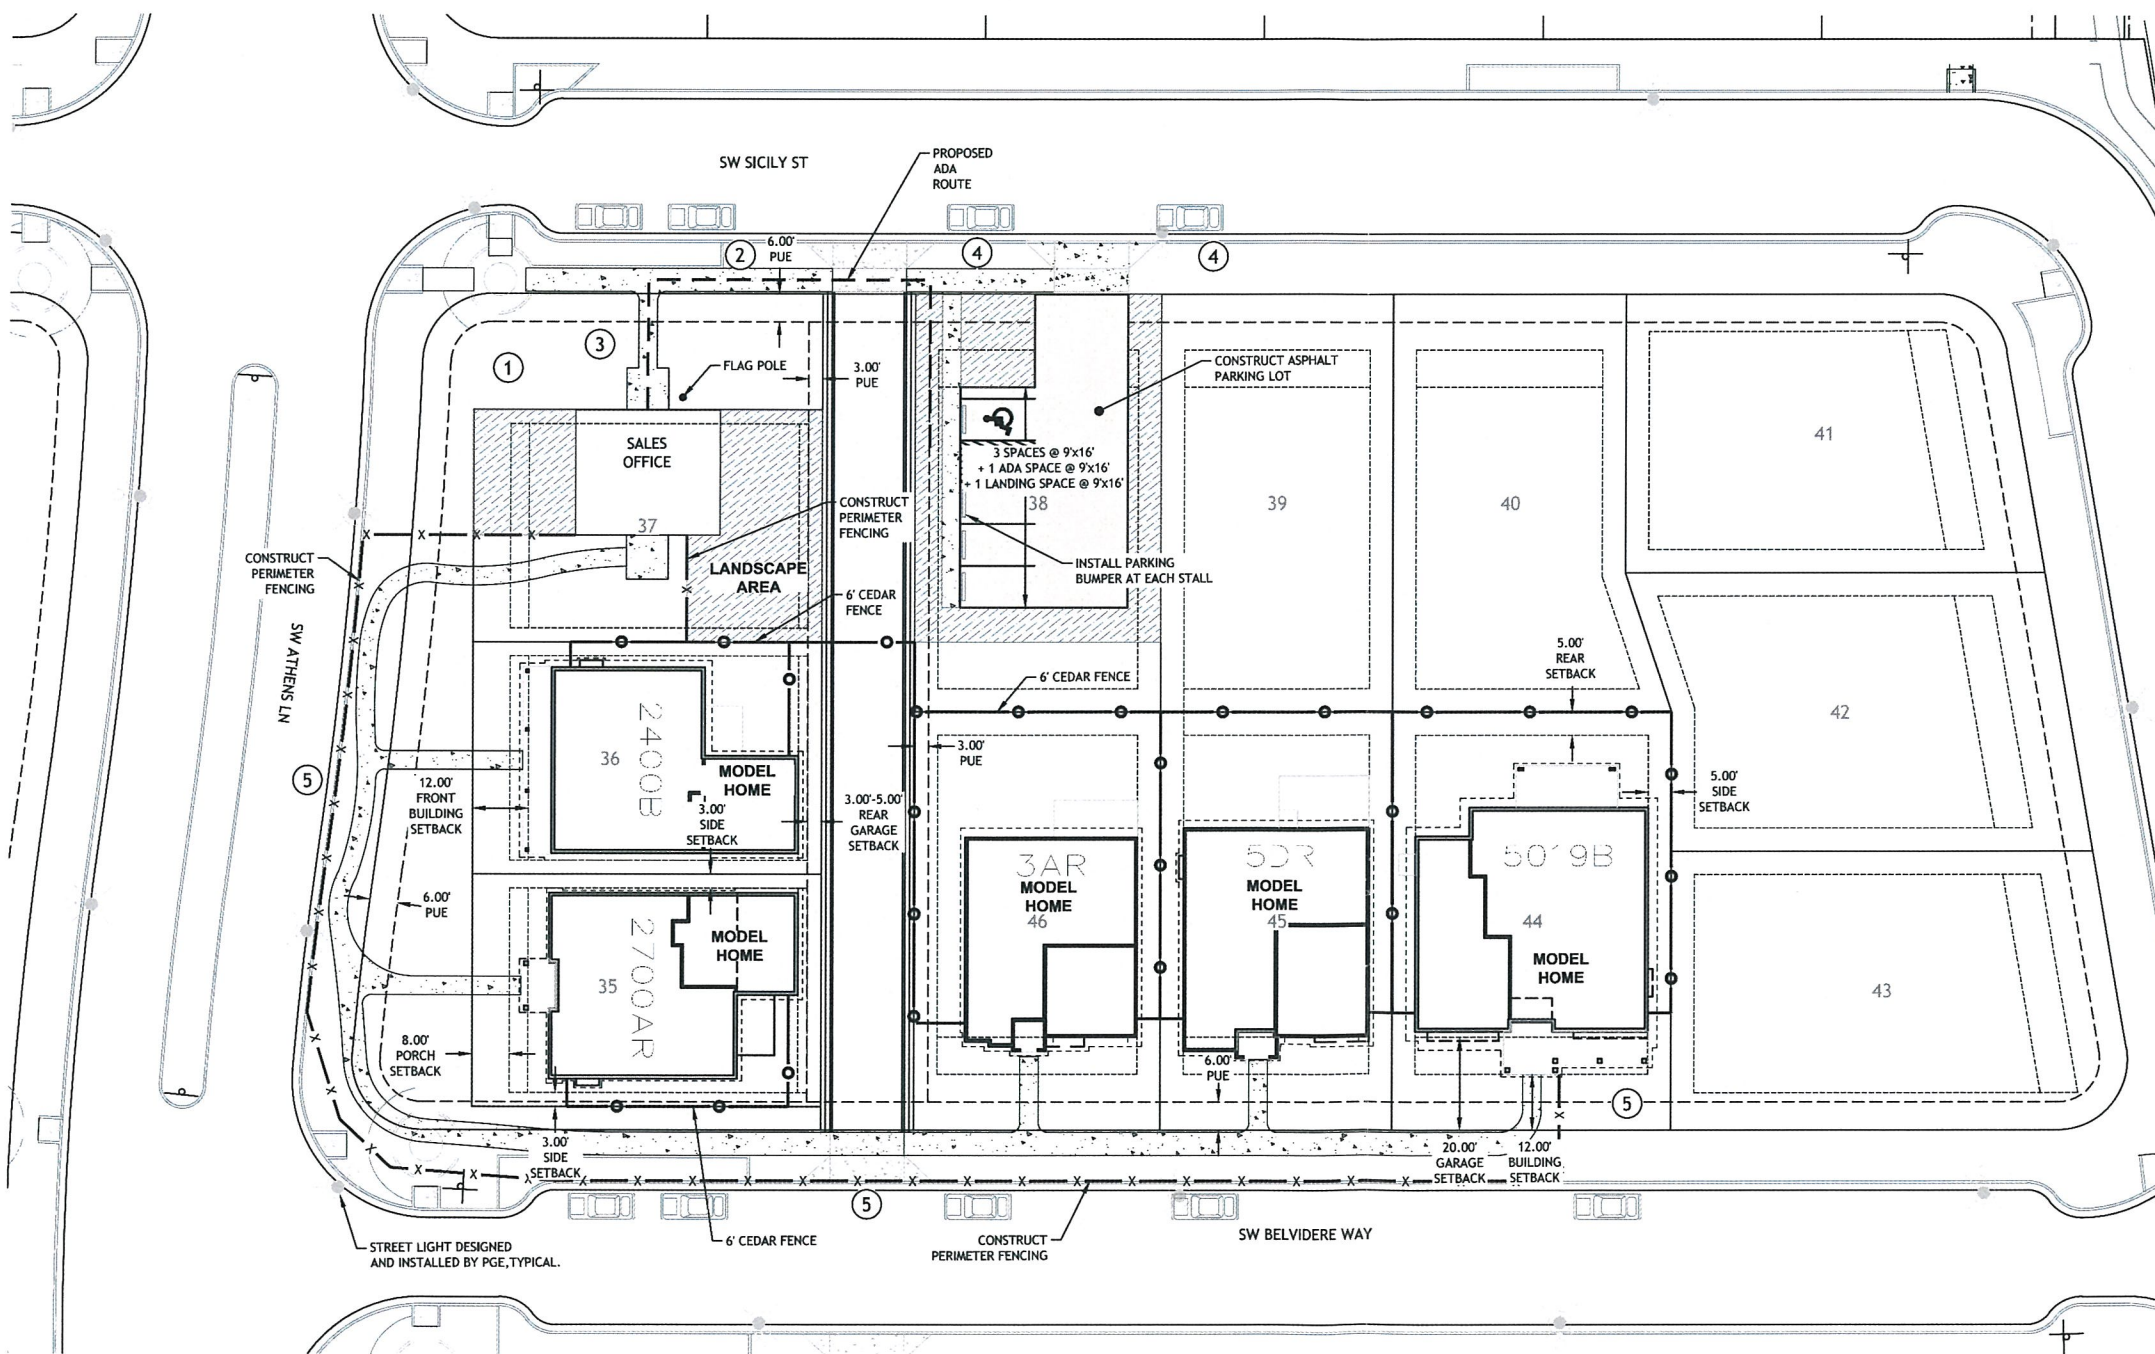 SW SICILY ST
PROPOSED
ADA
ROUTE
2
6.00'
PUE
4
4
3
1
FLAG POLE
3.00'
PUE
CONSTRUCT ASPHALT
PARKING LOT
SALES
OFFICE
37
3 SPACES @ 9'x16'
+ 1 ADA SPACE @ 9'x16'
+ 1 LANDING SPACE @ 9'x16'
38
39
40
41
CONSTRUCT
PERIMETER
FENCING
CONSTRUCT
PERIMETER
FENCING
LANDSCAPE
AREA
INSTALL PARKING
BUMPER AT EACH STALL
6' CEDAR
FENCE
SW ATHENS LN
6' CEDAR FENCE
5.00'
REAR
SETBACK
42
36
2400B
MODEL
HOME
3.00'
PUE
5
12.00'
FRONT
BUILDING
SETBACK
3.00'
SIDE
SETBACK
3.00'-5.00'
REAR
GARAGE
SETBACK
5.00'
SIDE
SETBACK
6.00'
PUE
35
2700AR
MODEL
HOME
3AR
MODEL
HOME
46
5DR
MODEL
HOME
45
5019B
44
MODEL
HOME
43
8.00'
PORCH
SETBACK
6.00'
PUE
5
3.00'
SIDE
SETBACK
20.00'
GARAGE
SETBACK
12.00'
BUILDING
SETBACK
5
STREET LIGHT DESIGNED
AND INSTALLED BY PGE, TYPICAL.
6' CEDAR FENCE
CONSTRUCT
PERIMETER FENCING
SW BELVIDERE WAY